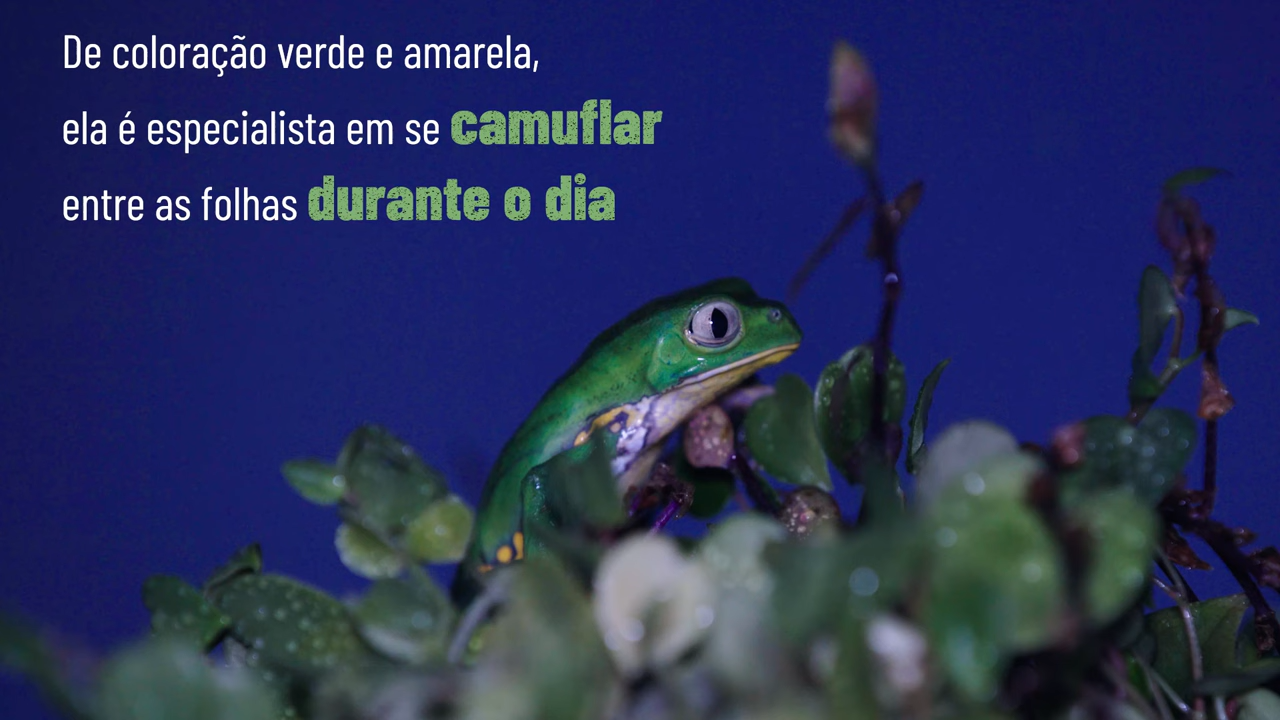 De coloração verde e amarela,
ela é especialista em se camuflar
entre as folhas durante o dia